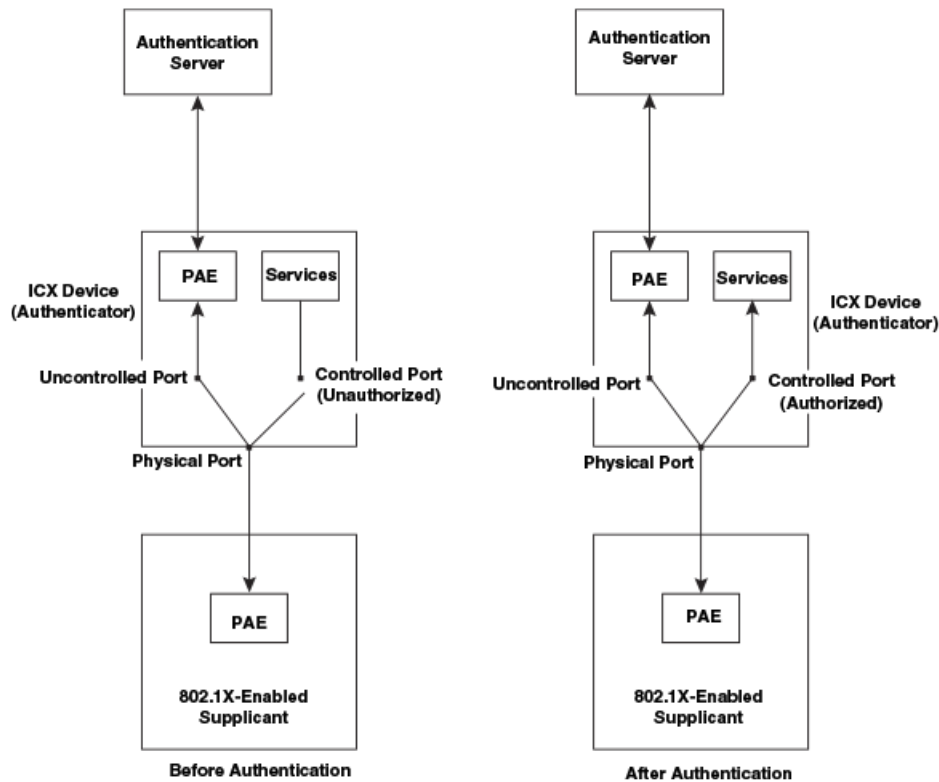 Authentication
Server
PAE
Services
ICX Device
(Authenticator)
Uncontrolled Port
Controlled Port
(Unauthorized)
Physical Port
PAE
802.1X-Enabled
Supplicant
Before Authentication
Authentication
Server
PAE
Services
ICX Device
(Authenticator)
Uncontrolled Port
Controlled Port
(Authorized)
Physical Port
PAE
802.1X-Enabled
Supplicant
After Authentication